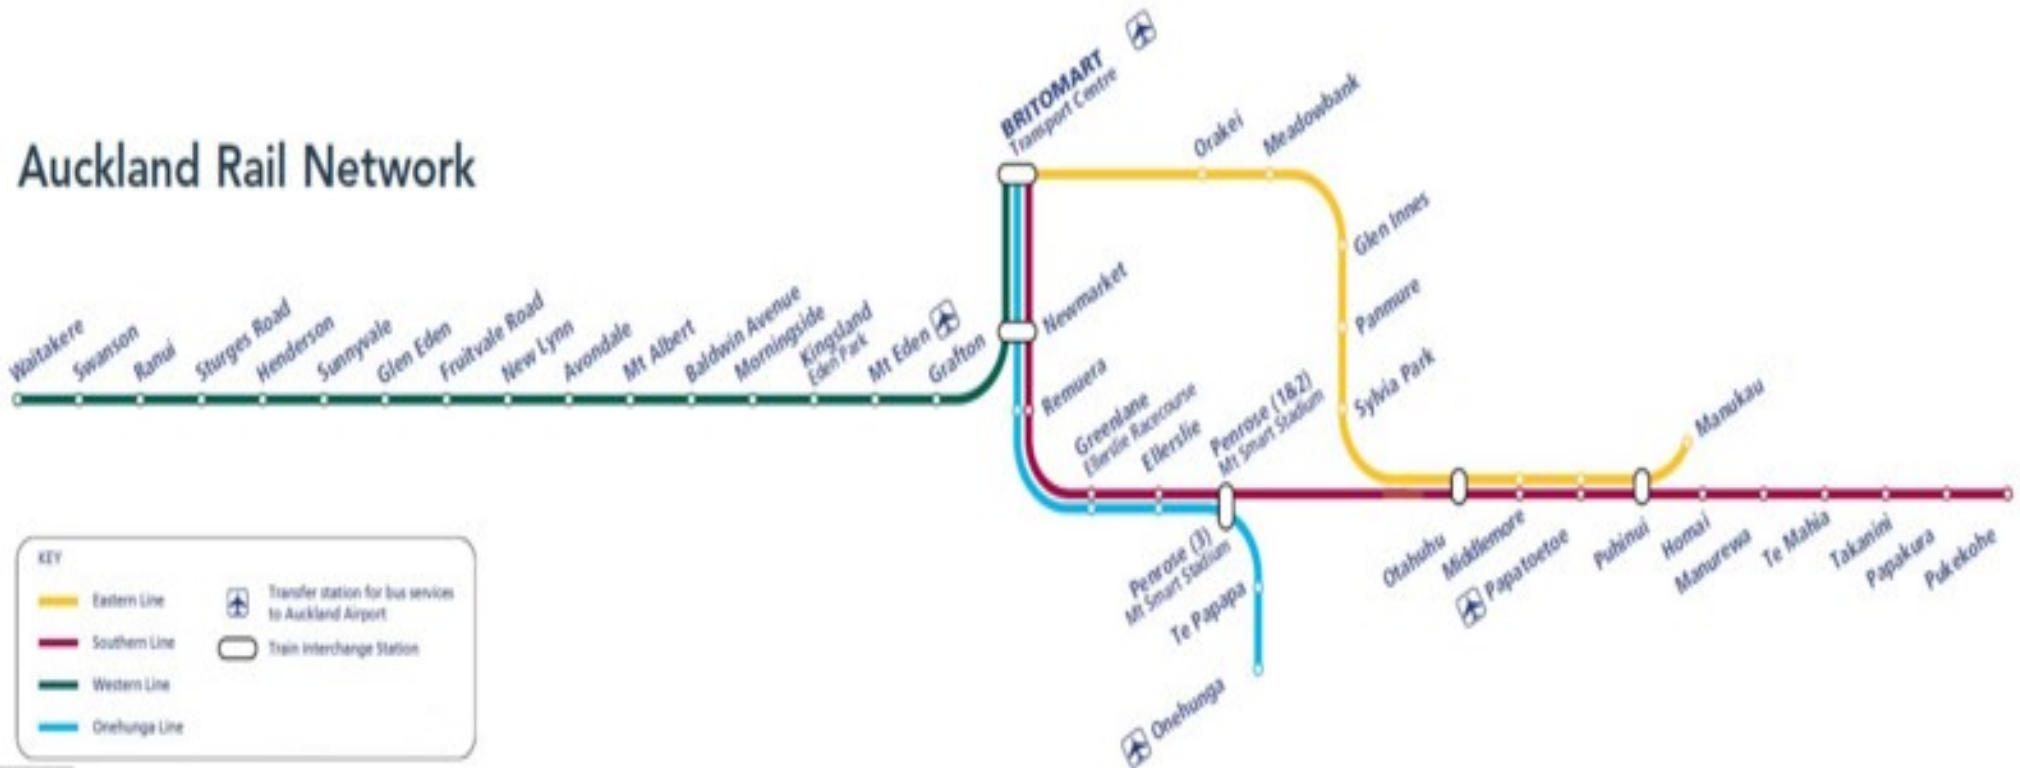 Auckland Rail Network
BRITOMART
Transport Centre
Orakei
Meadowbank
Glen Innes
Panmure
Sylvia Park
Manukau
Waitakere
Swanson
Ranui
Sturges Road
Henderson
Sunnyvale
Glen Eden
Fruitvale Road
New Lynn
Avondale
Mt Albert
Baldwin Avenue
Morningside
Kingsland
Eden Park
Mt Eden
Grafton
Newmarket
Remuera
Greenlane
Ellerslie Racecourse
Ellerslie
Penrose (1&2)
Mt Smart Stadium
Penrose (3)
Mt Smart Stadium
Te Papapa
Onehunga
Otahuhu
Middlemore
Papatoetoe
Puhinui
Homai
Manurewa
Te Mahia
Takanini
Papakura
Pukekohe
KEY
Eastern Line
Southern Line
Western Line
Onehunga Line
Transfer station for bus services
to Auckland Airport
Train Interchange Station